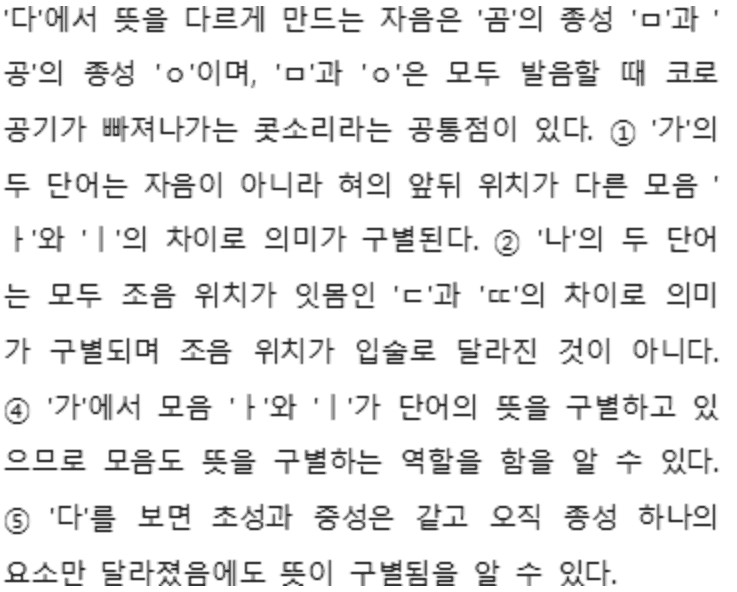 '다'에서 뜻을 다르게 만드는 자음은 '곰'의 종성 'ㅁ'과 '
공'의 종성 'ㅇ'이며, 'ㅁ'과 'ㅇ'은 모두 발음할 때 코로
공기가 빠져나가는 콧소리라는 공통점이 있다. ① '가'의
두 단어는 자음이 아니라 혀의 앞뒤 위치가 다른 모음 '
ㅏ'와 'ㅣ'의 차이로 의미가 구별된다. ② '나'의 두 단어
는 모두 조음 위치가 잇몸인 'ㄷ'과 'ㄸ'의 차이로 의미
가 구별되며 조음 위치가 입술로 달라진 것이 아니다.
④ '가'에서 모음 'ㅏ'와 'ㅣ'가 단어의 뜻을 구별하고 있
으므로 모음도 뜻을 구별하는 역할을 함을 알 수 있다.
⑤ '다'를 보면 초성과 중성은 같고 오직 종성 하나의
요소만 달라졌음에도 뜻이 구별됨을 알 수 있다.